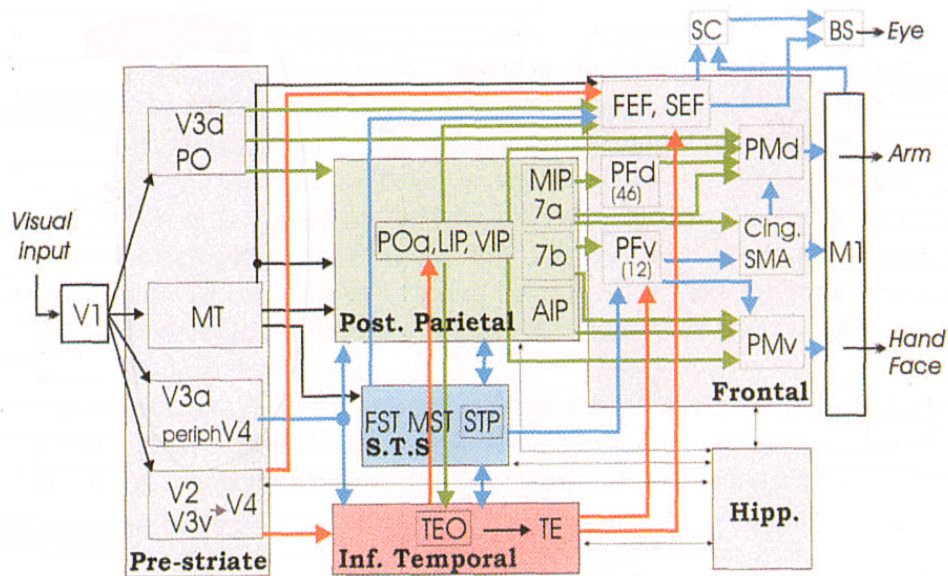 SC
BS
Eye
FEF, SEF
V3d
PO
PMd
Arm
MIP
7a
PFd
(46)
Visual
input
POa, LIP, VIP
7b
PFv
(12)
Cing.
SMA
M1
V1
MT
AIP
Post. Parietal
PMv
Hand
Face
Frontal
V3a
periph V4
FST MST STP
S.T.S
V2
V3v
V4
Hipp.
TEO
TE
Pre-striate
Inf. Temporal